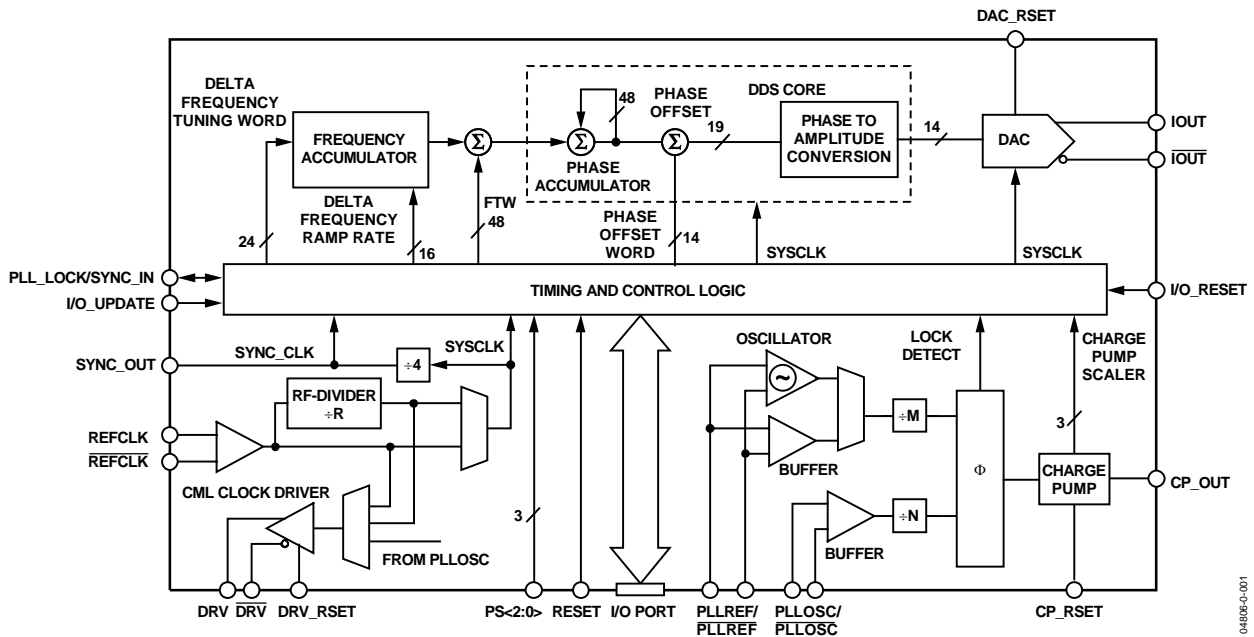 DAC_RSET
DELTA
FREQUENCY
TUNING WORD
FREQUENCY
ACCUMULATOR
24
DELTA
FREQUENCY
RAMP RATE
16
Σ
FTW
48
48
Σ
PHASE
ACCUMULATOR
PHASE
OFFSET
Σ
19
DDS CORE
PHASE TO
AMPLITUDE
CONVERSION
14
PHASE
OFFSET
WORD
14
SYSCLK
DAC
SYSCLK
IOUT
IOUT
PLL_LOCK/SYNC_IN
I/O_UPDATE
TIMING AND CONTROL LOGIC
I/O_RESET
SYNC_OUT
SYNC_CLK
÷4
SYSCLK
RF-DIVIDER
÷R
REFCLK
REFCLK
CML CLOCK DRIVER
FROM PLLOSC
3
OSCILLATOR
~
BUFFER
÷M
BUFFER
÷N
LOCK
DETECT
Φ
CHARGE
PUMP
SCALER
3
CHARGE
PUMP
CP_OUT
DRV
DRV
DRV_RSET
PS<2:0>
RESET
I/O PORT
PLLREF/
PLLREF
PLLOSC/
PLLOSC
CP_RSET
04806-0-001